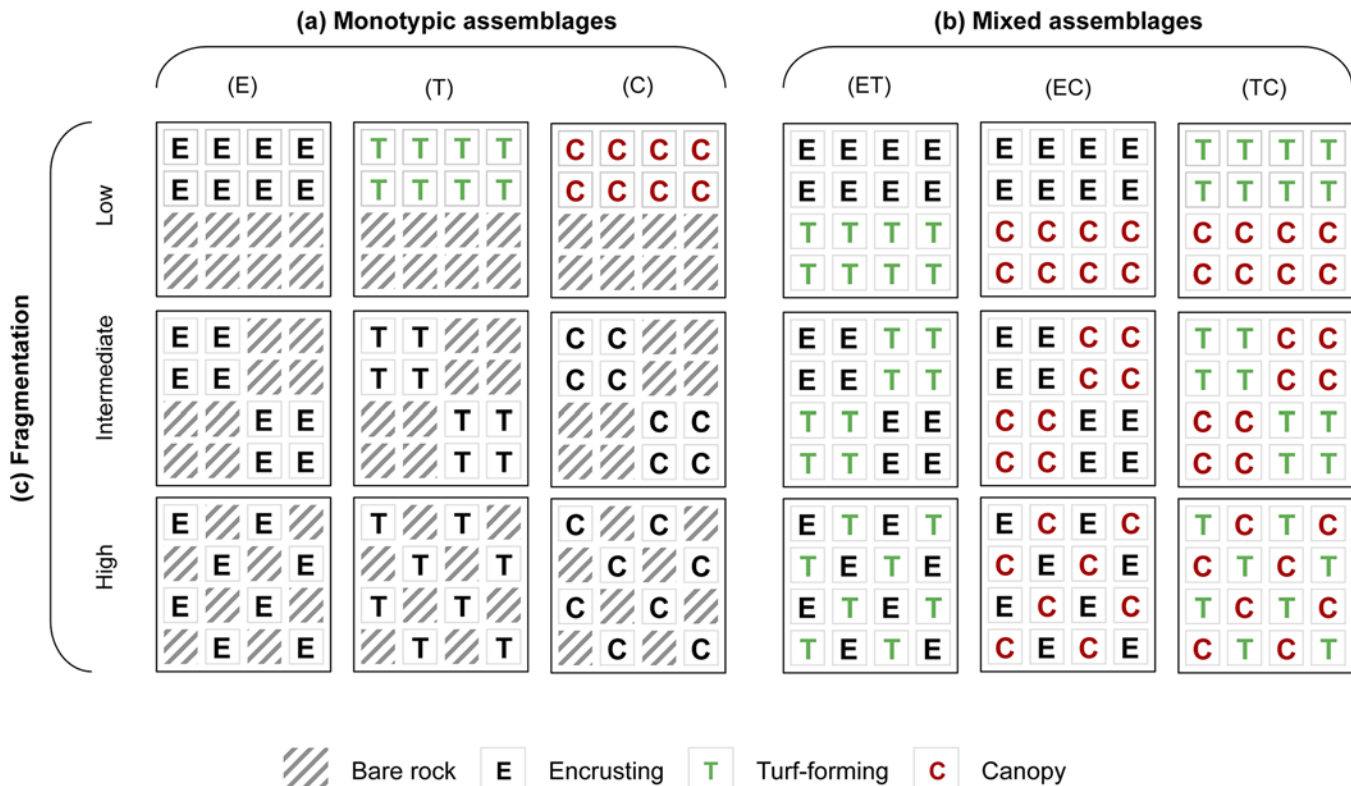 (a) Monotypic assemblages (b) Mixed assemblages
(E) (T) (C) (ET) (EC) (TC)
(c) Fragmentation
Low
E E E E T T T T C C C C E E E E E E E E T T T T
E E E E T T T T C C C C E E E E E E E E T T T T
T T T T C C C C C C C C
T T T T C C C C C C C C
Intermediate
E E T T C C E E T T E E C C T T C C
E E T T C C E E T T E E C C T T C C
E E T T C C T T E E C C E E C C T T
E E T T C C T T E E C C E E C C T T
High
E E T T C C E T E T E C E C T C T C
E E T T C C T E T E C E C E C T C T
E E T T C C E T E T E C E C T C T C
E E T T C C T E T E C E C E C T C T
Bare rock E Encrusting T Turf-forming C Canopy